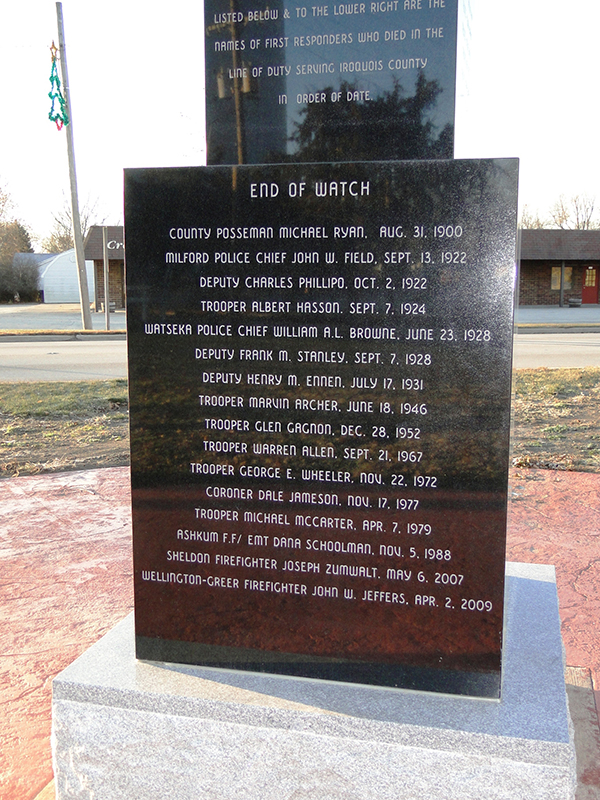 LISTED BELOW & TO THE LOWER RIGHT ARE THE
NAMES OF FIRST RESPONDERS WHO DIED IN THE
LINE OF DUTY SERVING IROQUOIS COUNTY
IN ORDER OF DATE.
END OF WATCH
COUNTY POSSEMAN MICHAEL RYAN, AUG. 31, 1900
MILFORD POLICE CHIEF JOHN W. FIELD, SEPT. 13, 1922
DEPUTY CHARLES PHILLIPO, OCT. 2, 1922
TROOPER ALBERT HASSON, SEPT. 7, 1924
WATSEKA POLICE CHIEF WILLIAM A.L. BROWNE, JUNE 23, 1928
DEPUTY FRANK M. STANLEY, SEPT. 7, 1928
DEPUTY HENRY M. ENNEN, JULY 17, 1931
TROOPER MARVIN ARCHER, JUNE 18, 1946
TROOPER GLEN GAGNON, DEC. 28, 1952
TROOPER WARREN ALLEN, SEPT. 21, 1967
TROOPER GEORGE E. WHEELER, NOV. 22, 1972
CORONER DALE JAMESON, NOV. 17, 1977
TROOPER MICHAEL MCCARTER, APR. 7, 1979
ASHKUM F.F/ EMT DANA SCHOOLMAN, NOV. 5, 1988
SHELDON FIREFIGHTER JOSEPH ZUMWALT, MAY 6, 2007
WELLINGTON-GREER FIREFIGHTER JOHN W. JEFFERS, APR. 2, 2009